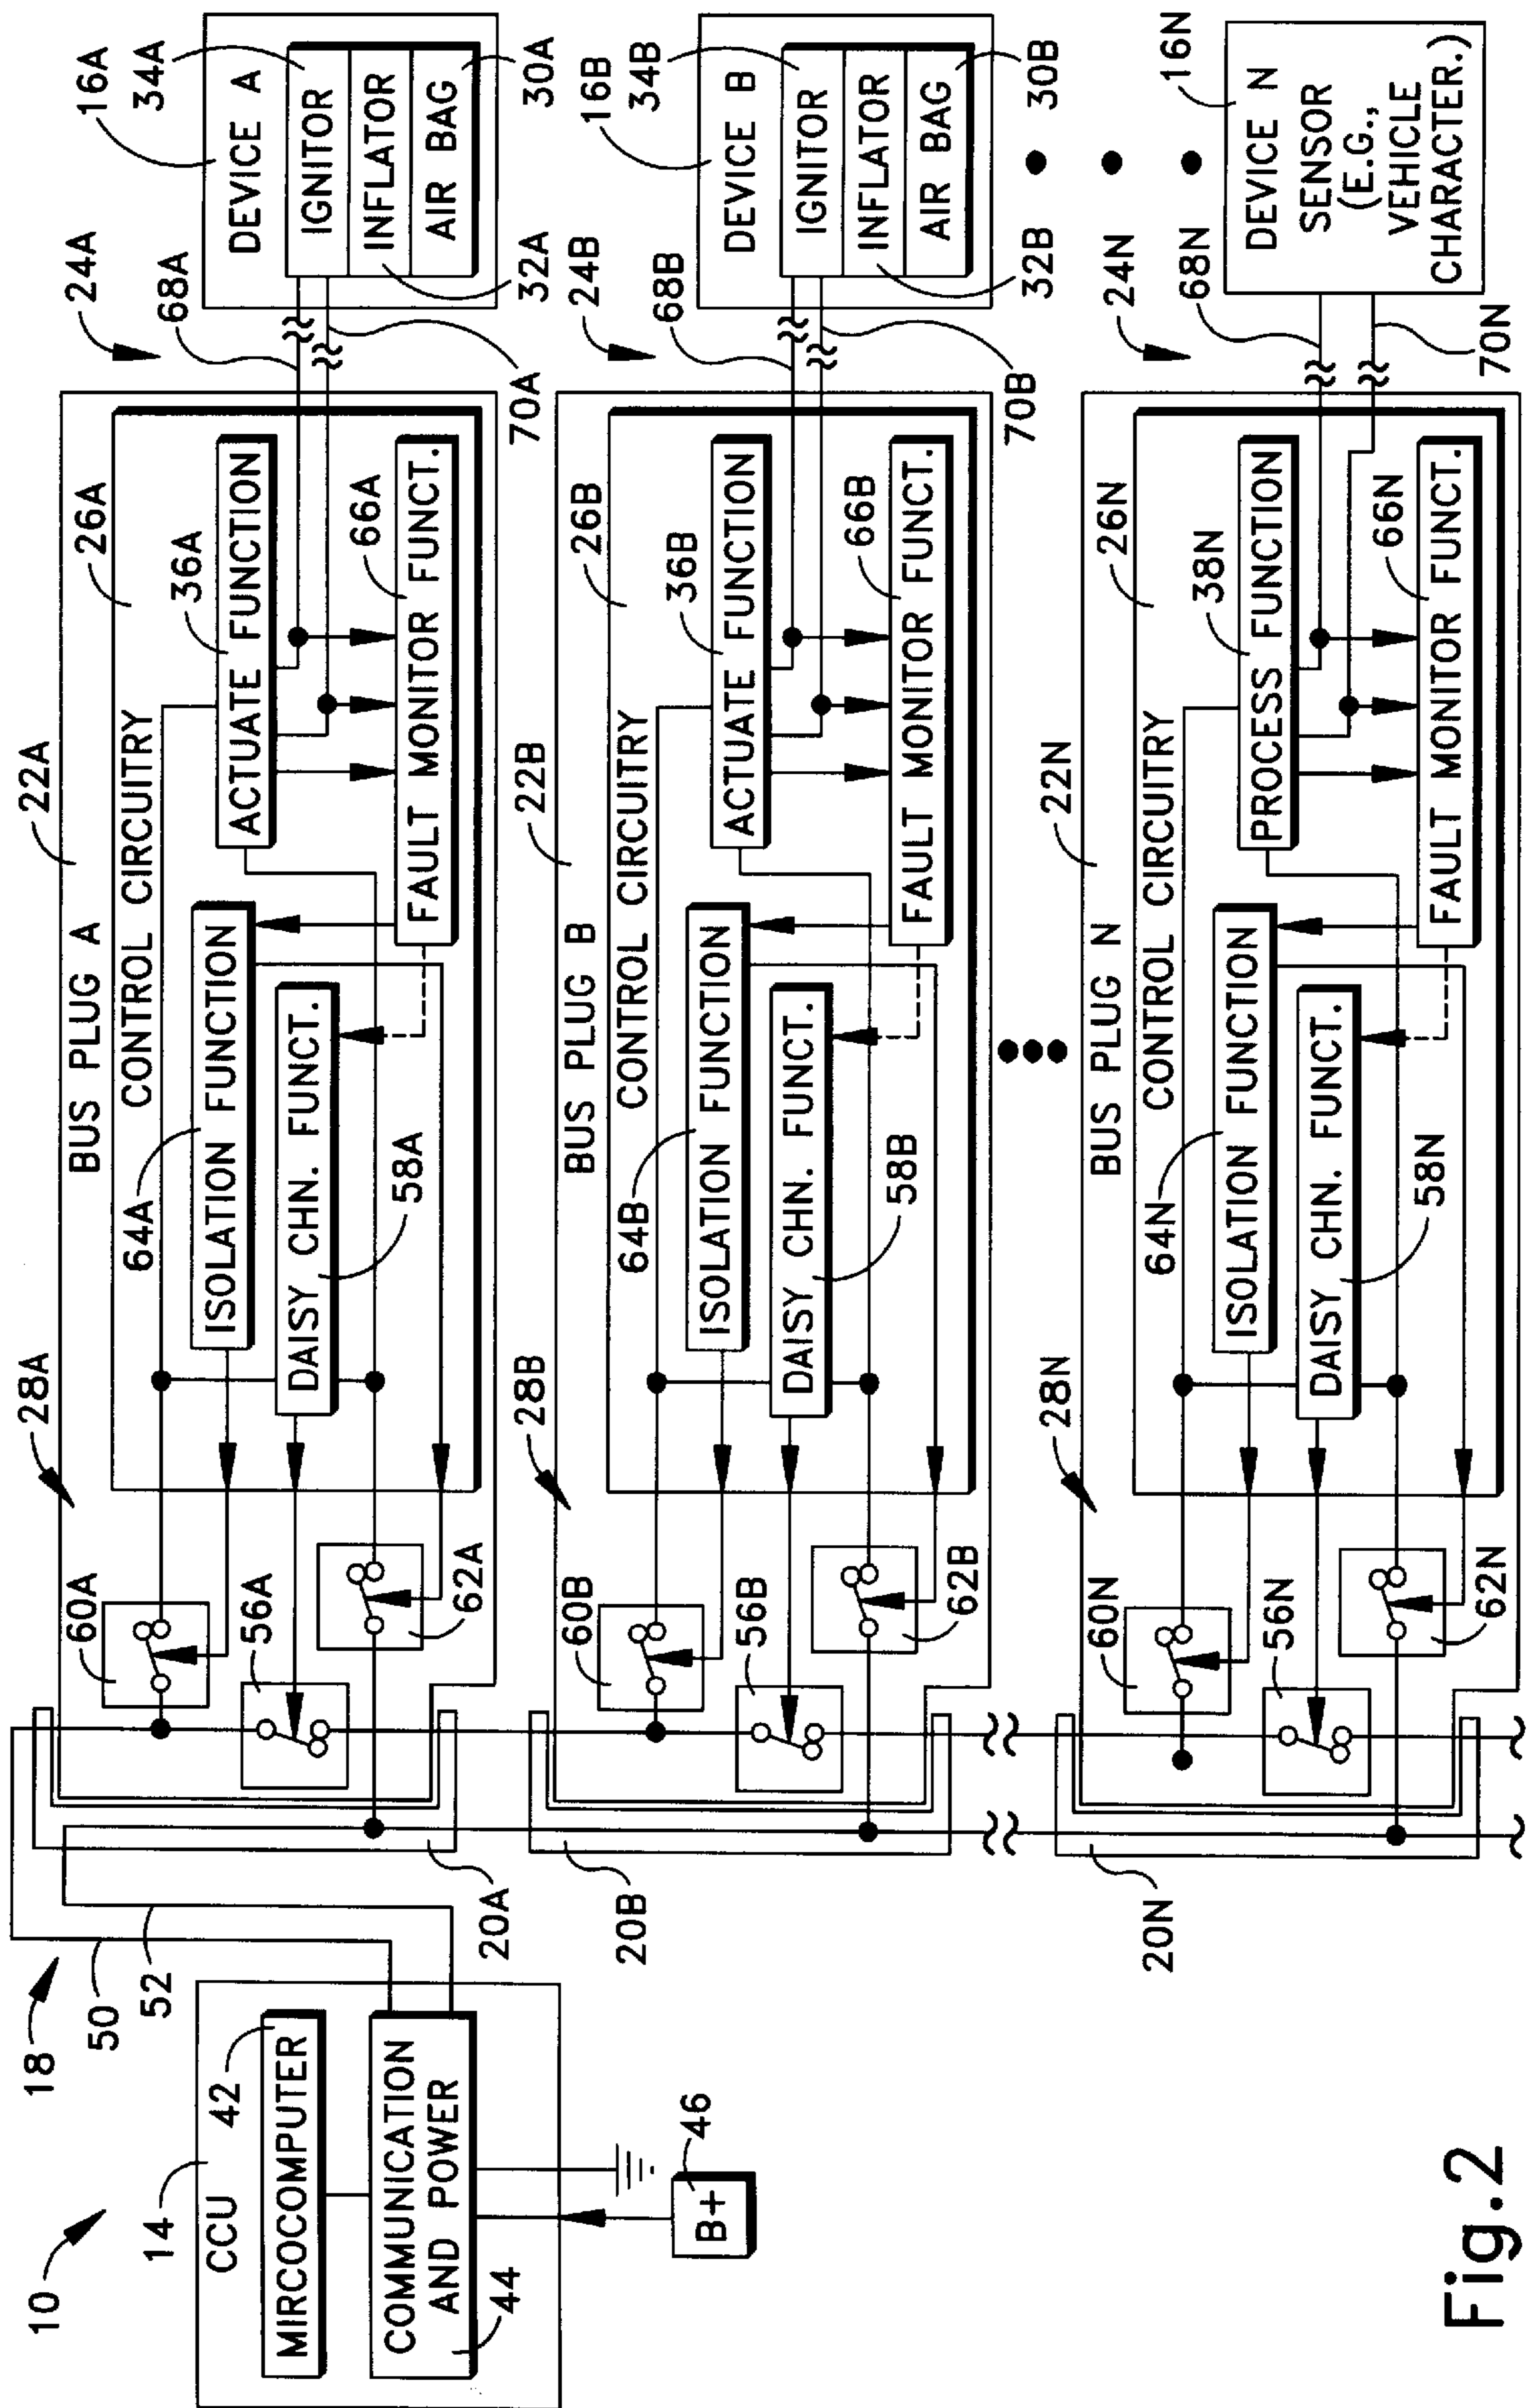 10
14
CCU
42
MIRCOCOMPUTER
COMMUNICATION
AND POWER
44
B+
46
18
50
52
28A
22A
BUS PLUG A
26A
CONTROL CIRCUITRY
64A
ISOLATION FUNCTION
DAISY CHN. FUNCT.
58A
36A
ACTUATE FUNCTION
66A
FAULT MONITOR FUNCT.
60A
56A
62A
20A
24A
68A
70A
16A
DEVICE A
34A
IGNITOR
INFLATOR
AIR BAG
32A
30A
28B
22B
BUS PLUG B
26B
CONTROL CIRCUITRY
64B
ISOLATION FUNCTION
DAISY CHN. FUNCT.
58B
36B
ACTUATE FUNCTION
66B
FAULT MONITOR FUNCT.
60B
56B
62B
20B
24B
68B
70B
16B
DEVICE B
34B
IGNITOR
INFLATOR
AIR BAG
32B
30B
28N
22N
BUS PLUG N
26N
CONTROL CIRCUITRY
64N
ISOLATION FUNCTION
DAISY CHN. FUNCT.
58N
38N
PROCESS FUNCTION
66N
FAULT MONITOR FUNCT.
60N
56N
62N
20N
24N
68N
70N
16N
DEVICE N
SENSOR
(E.G.,
VEHICLE
CHARACTER.)
Fig.2